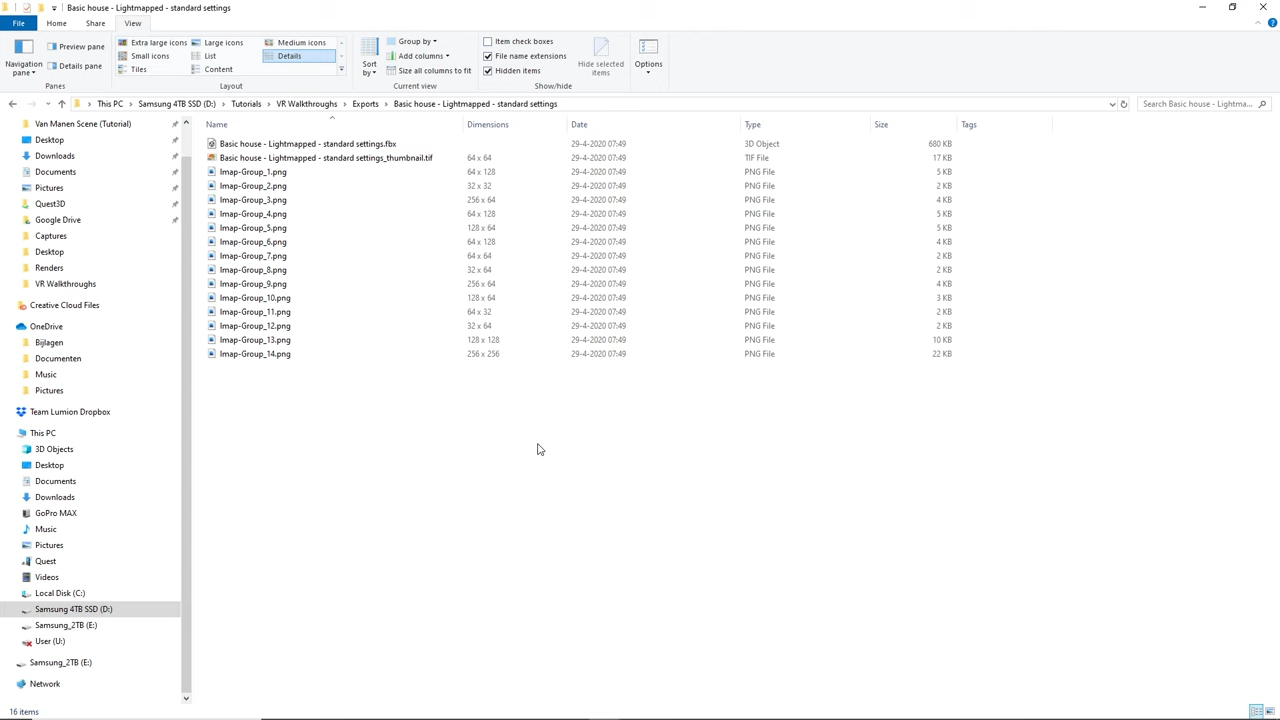 Basic house - Lightmapped - standard settings
File Home Share View
Navigation pane
Preview pane
Details pane
Panes
Extra large icons Large icons Medium icons
Small icons List Details
Tiles Content
Layout
Sort by
Group by
Add columns
Size all columns to fit
Current view
Item check boxes
File name extensions
Hidden items
Hide selected items
Show/hide
Options
This PC Samsung 4TB SSD (D:) Tutorials VR Walkthroughs Exports Basic house - Lightmapped - standard settings
Search Basic house - Lightma...
Van Manen Scene (Tutorial)
Desktop
Downloads
Documents
Pictures
Quest3D
Google Drive
Captures
Desktop
Renders
VR Walkthroughs
Creative Cloud Files
OneDrive
Bijlagen
Documenten
Music
Pictures
Team Lumion Dropbox
This PC
3D Objects
Desktop
Documents
Downloads
GoPro MAX
Music
Pictures
Quest
Videos
Local Disk (C:)
Samsung 4TB SSD (D:)
Samsung_2TB (E:)
User (U:)
Samsung_2TB (E:)
Network
Name Dimensions Date Type Size Tags
Basic house - Lightmapped - standard settings.fbx 29-4-2020 07:49 3D Object 680 KB
Basic house - Lightmapped - standard settings_thumbnail.tif 64 x 64 29-4-2020 07:49 TIF File 17 KB
lmap-Group_1.png 64 x 128 29-4-2020 07:49 PNG File 5 KB
lmap-Group_2.png 32 x 32 29-4-2020 07:49 PNG File 2 KB
lmap-Group_3.png 256 x 64 29-4-2020 07:49 PNG File 4 KB
lmap-Group_4.png 64 x 128 29-4-2020 07:49 PNG File 5 KB
lmap-Group_5.png 128 x 64 29-4-2020 07:49 PNG File 5 KB
lmap-Group_6.png 64 x 128 29-4-2020 07:49 PNG File 4 KB
lmap-Group_7.png 64 x 64 29-4-2020 07:49 PNG File 2 KB
lmap-Group_8.png 32 x 64 29-4-2020 07:49 PNG File 2 KB
lmap-Group_9.png 256 x 64 29-4-2020 07:49 PNG File 4 KB
lmap-Group_10.png 128 x 64 29-4-2020 07:49 PNG File 3 KB
lmap-Group_11.png 64 x 32 29-4-2020 07:49 PNG File 2 KB
lmap-Group_12.png 32 x 64 29-4-2020 07:49 PNG File 2 KB
lmap-Group_13.png 128 x 128 29-4-2020 07:49 PNG File 10 KB
lmap-Group_14.png 256 x 256 29-4-2020 07:49 PNG File 22 KB
16 items